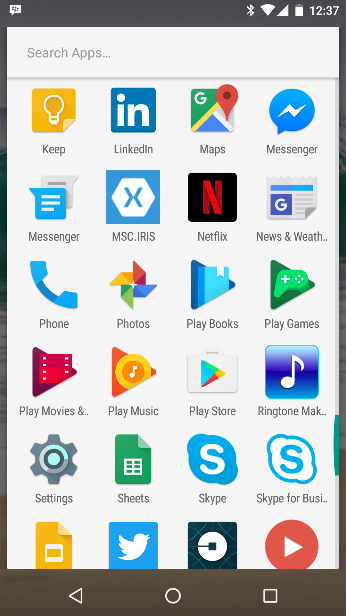 12:37
Search Apps...
Keep LinkedIn Maps Messenger
Messenger MSC.IRIS Netflix News & Weath..
Phone Photos Play Books Play Games
Play Movies &.. Play Music Play Store Ringtone Mak..
Settings Sheets Skype Skype for Busi..